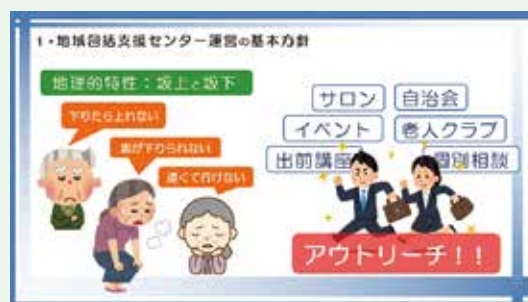 1・地域包括支援センター運営の基本方針
地理的特性：坂上と坂下
下りたら上れない
下りられない
遠くて行けない
サロン
自治会
イベント
老人クラブ
出前講座
個別相談
アウトリーチ！！